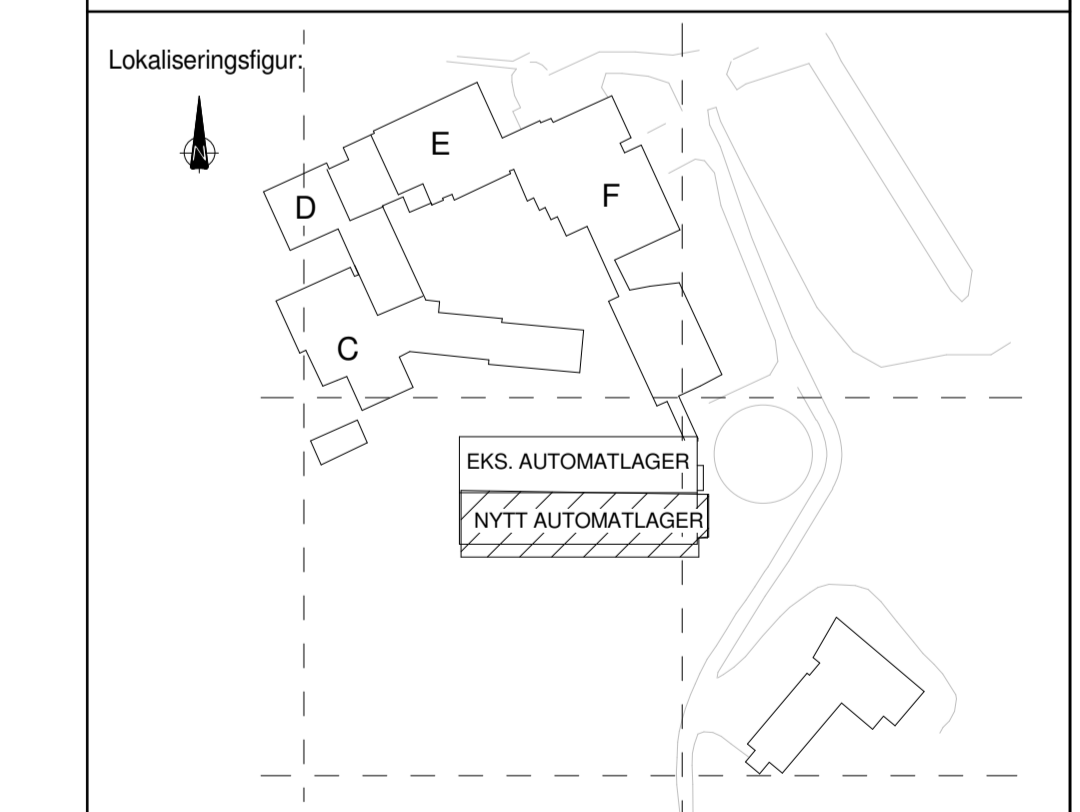 Lokaliseringsfigur:
N
E
D
F
C
EKS. AUTOMATLAGER
NYTT AUTOMATLAGER